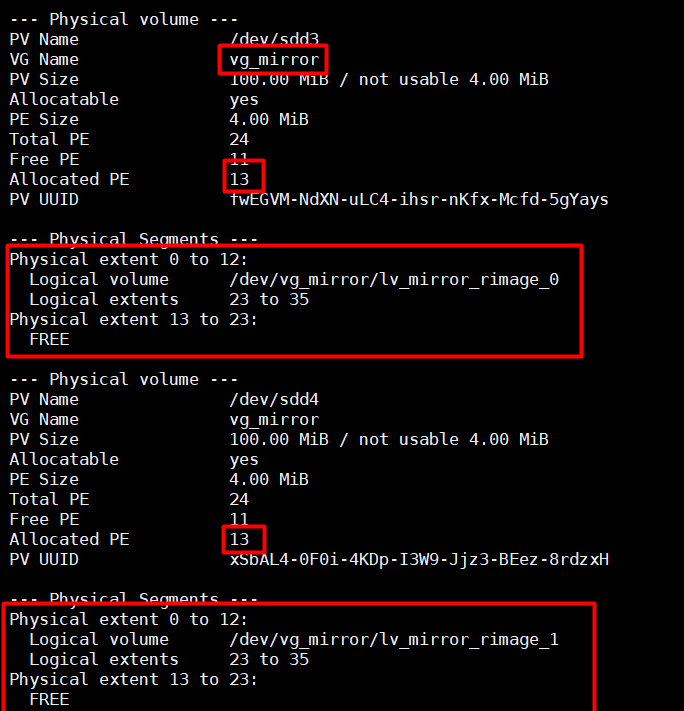 --- Physical volume ---
PV Name /dev/sdd3
VG Name vg_mirror
PV Size 100.00 MiB / not usable 4.00 MiB
Allocatable yes
PE Size 4.00 MiB
Total PE 24
Free PE 11
Allocated PE 13
PV UUID fwEGVM-NdXN-uLC4-ihsr-nKfx-Mcfd-5gYays
--- Physical Segments ---
Physical extent 0 to 12:
Logical volume /dev/vg_mirror/lv_mirror_rimage_0
Logical extents 23 to 35
Physical extent 13 to 23:
FREE
--- Physical volume ---
PV Name /dev/sdd4
VG Name vg_mirror
PV Size 100.00 MiB / not usable 4.00 MiB
Allocatable yes
PE Size 4.00 MiB
Total PE 24
Free PE 11
Allocated PE 13
PV UUID xSbAL4-0F0i-4KDp-I3W9-Jjz3-BEez-8rdzxH
--- Physical Segments ---
Physical extent 0 to 12:
Logical volume /dev/vg_mirror/lv_mirror_rimage_1
Logical extents 23 to 35
Physical extent 13 to 23:
FREE